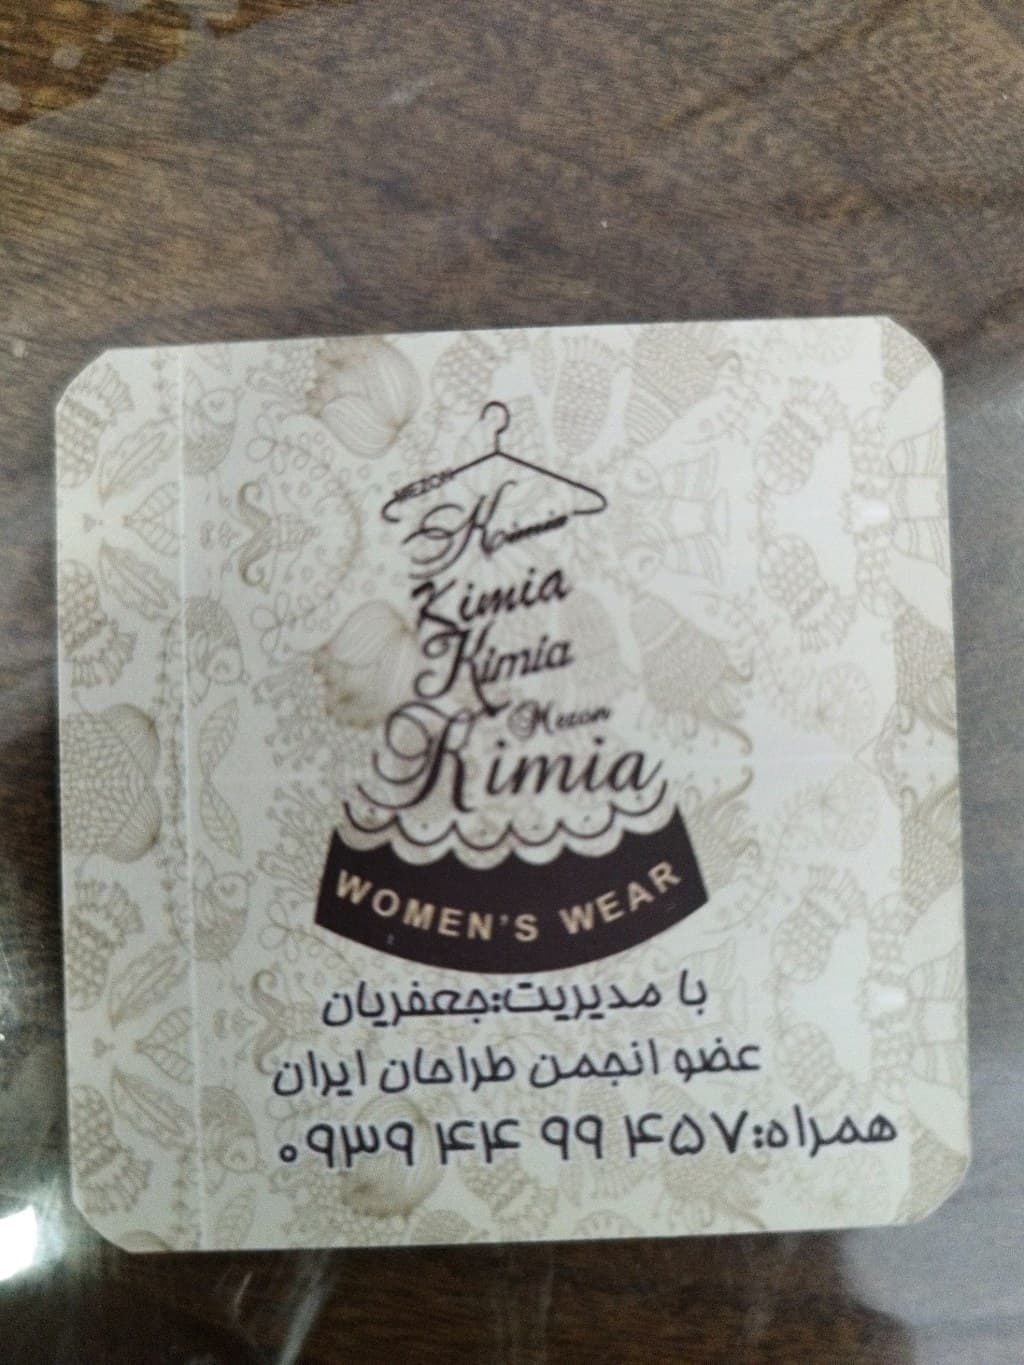 MEZON
Kimia
Kimia
Kimia
Mezon
Kimia
WOMEN'S WEAR
با مدیریت:جعفریان
عضو انجمن طراحان ایران
همراه:۰۹۳۹ ۴۴ ۹۹ ۴۵۷